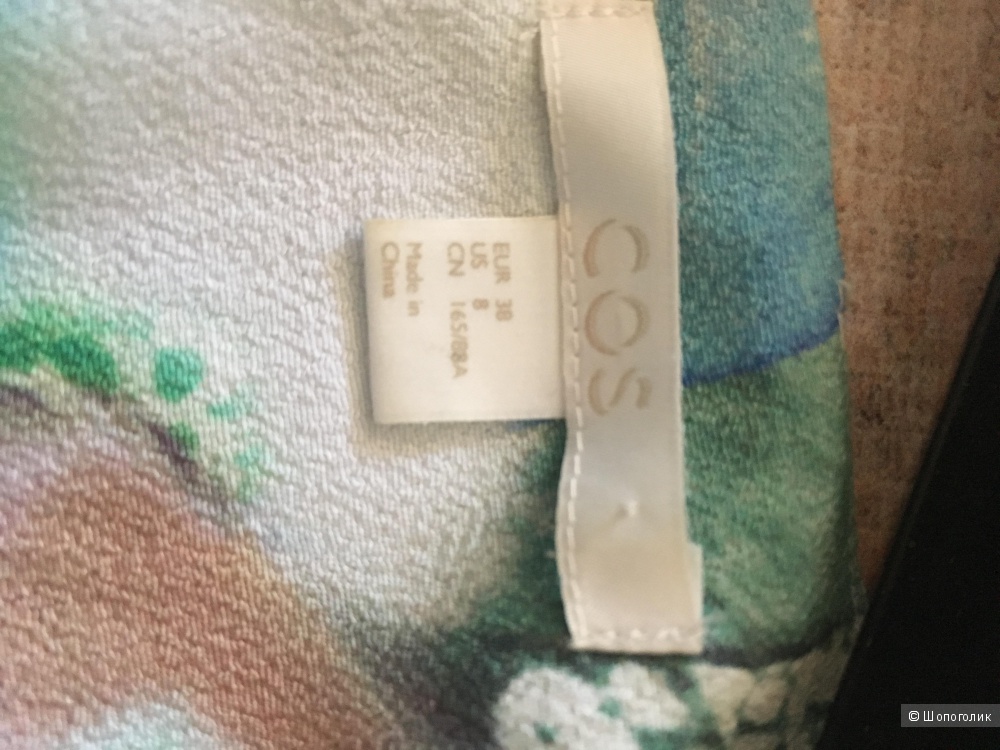 COS
EUR 38
US 8
CN 165/88A
Made in
China
© Шопоголик